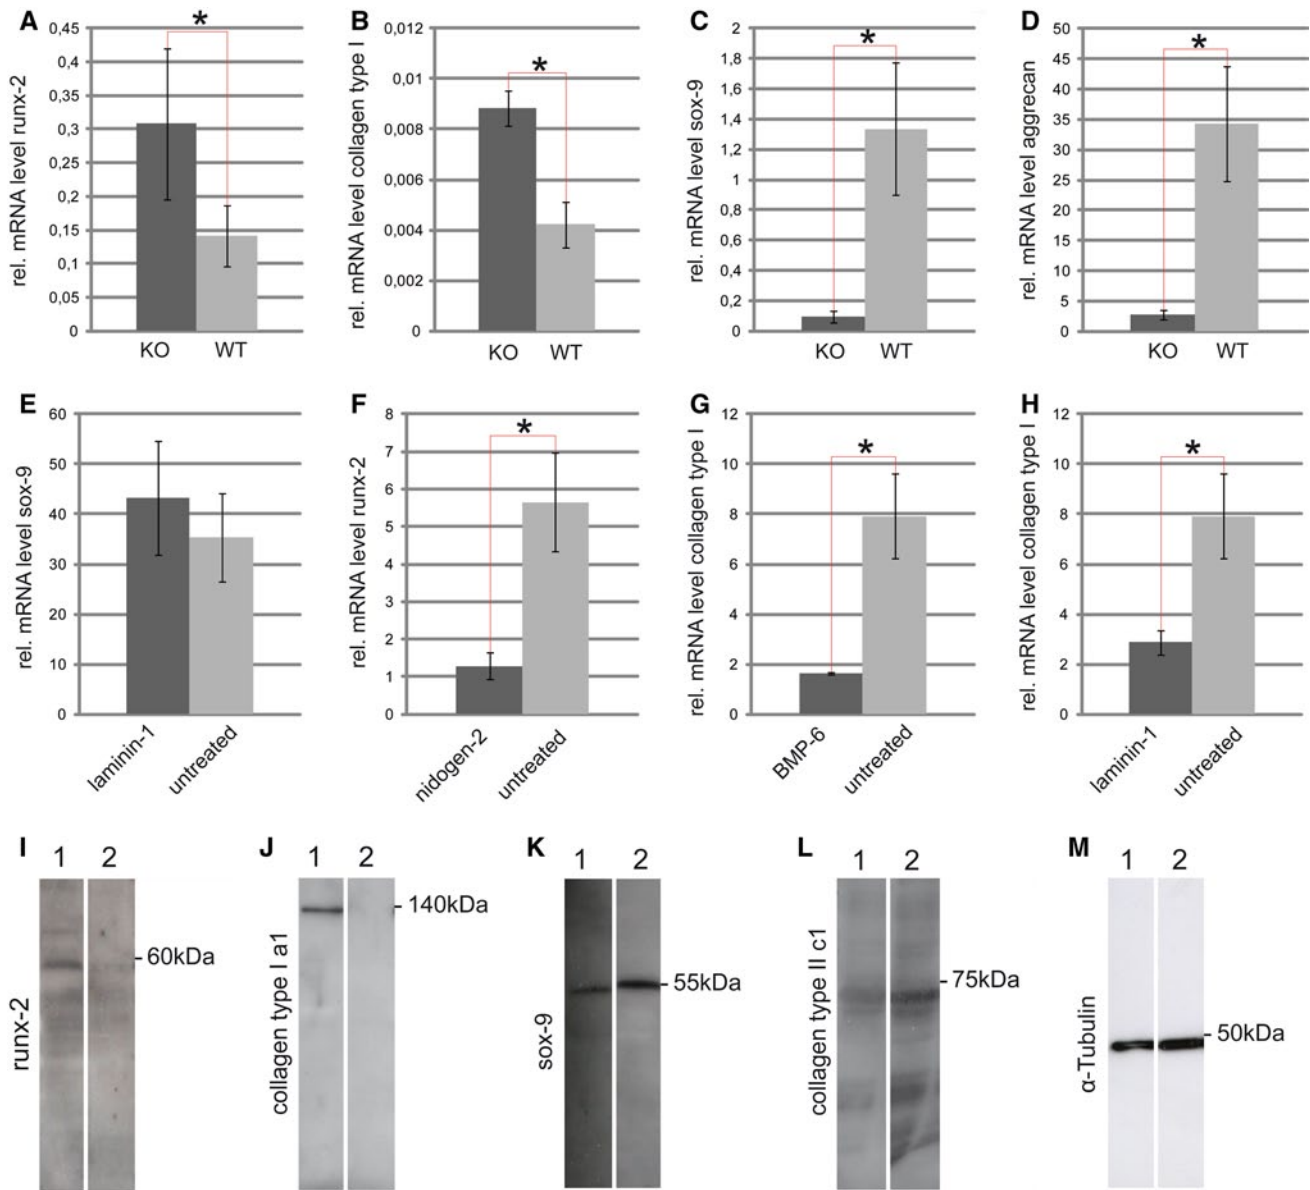 A
rel. mRNA level runx-2
*
0,45
0,4
0,35
0,3
0,25
0,2
0,15
0,1
0,05
0
KO WT
B
rel. mRNA level collagen type I
*
0,012
0,01
0,008
0,006
0,004
0,002
0
KO WT
C
rel. mRNA level sox-9
*
2
1,8
1,6
1,4
1,2
1
0,8
0,6
0,4
0,2
0
KO WT
D
rel. mRNA level aggrecan
*
50
45
40
35
30
25
20
15
10
5
0
KO WT
E
rel. mRNA level sox-9
60
50
40
30
20
10
0
laminin-1
untreated
F
rel. mRNA level runx-2
*
8
7
6
5
4
3
2
1
0
nidogen-2
untreated
G
rel. mRNA level collagen type I
*
12
10
8
6
4
2
0
BMP-6
untreated
H
rel. mRNA level collagen type I
*
12
10
8
6
4
2
0
laminin-1
untreated
I
1 2
runx-2
60kDa
J
1 2
collagen type I a1
140kDa
K
1 2
sox-9
55kDa
L
1 2
collagen type II c1
75kDa
M
1 2
α-Tubulin
50kDa